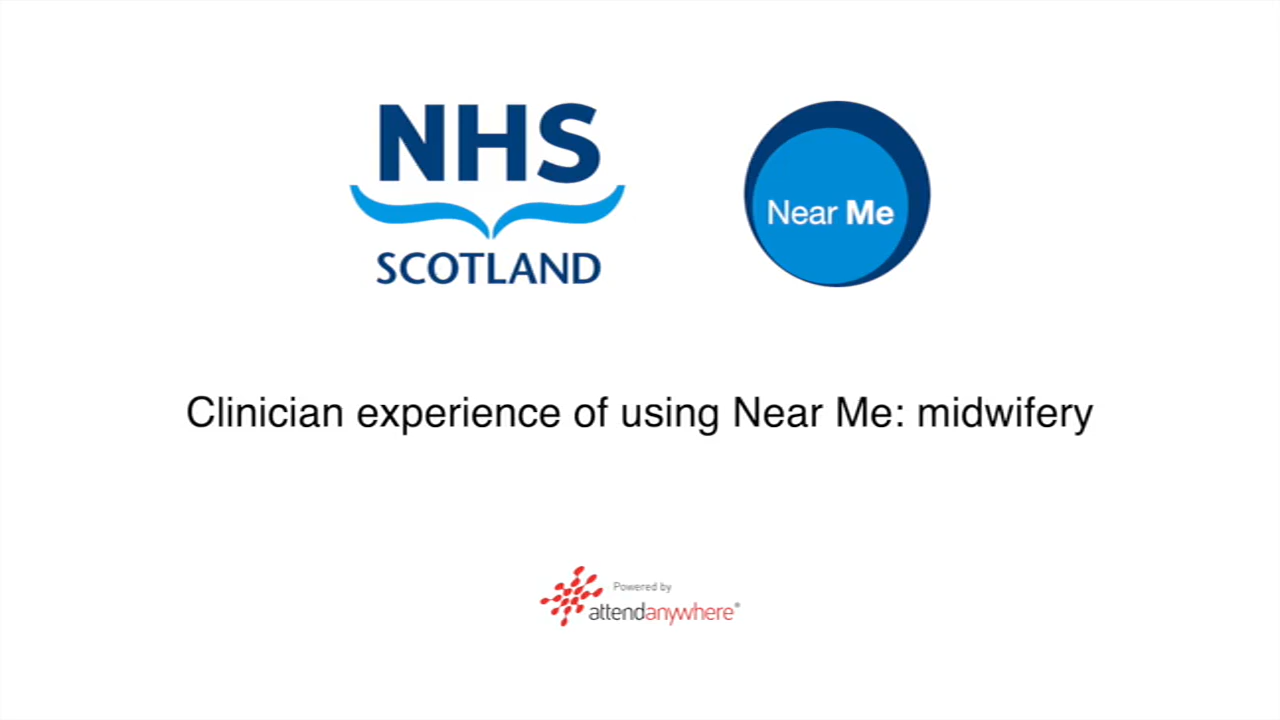 NHS
SCOTLAND
Near Me
Clinician experience of using Near Me: midwifery
Powered by
attendanywhere®